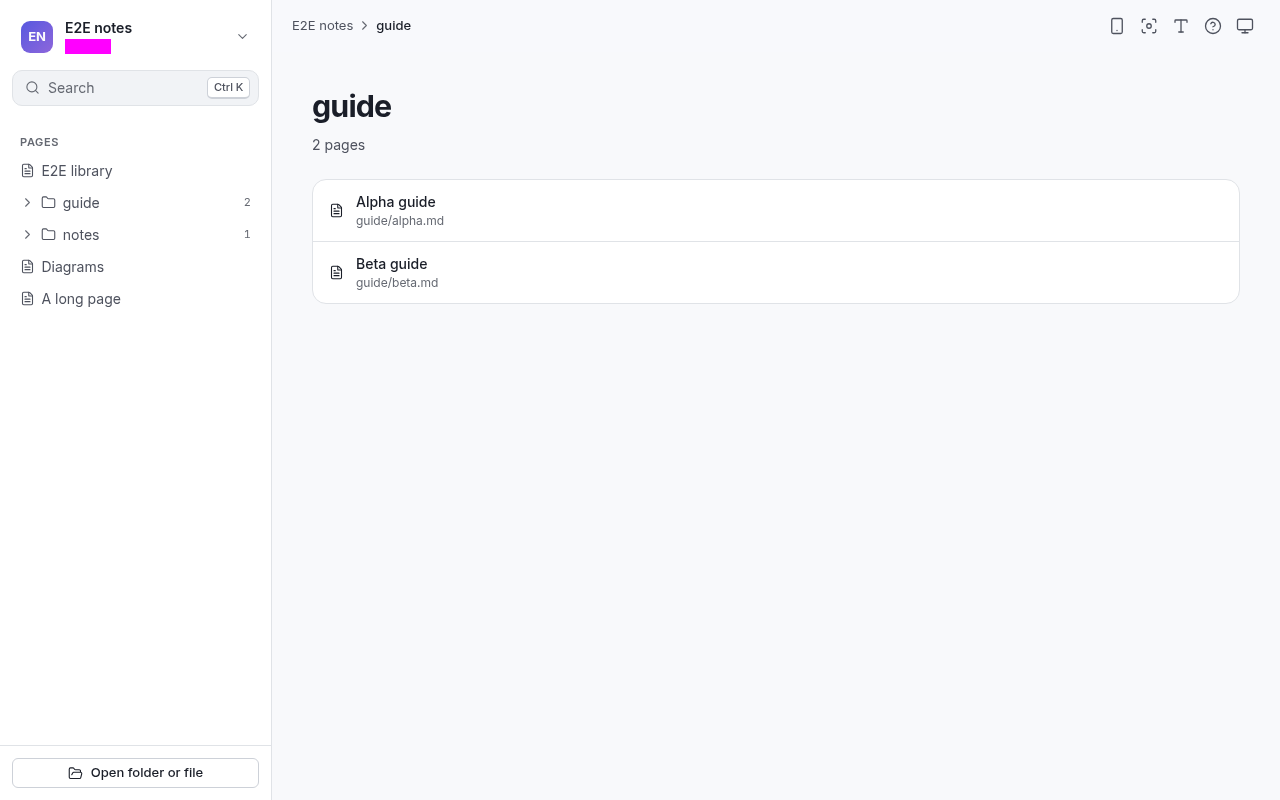 EN
E2E notes
Search
Ctrl K
PAGES
E2E library
guide 2
notes 1
Diagrams
A long page
Open folder or file
E2E notes guide
guide
2 pages
Alpha guide
guide/alpha.md
Beta guide
guide/beta.md